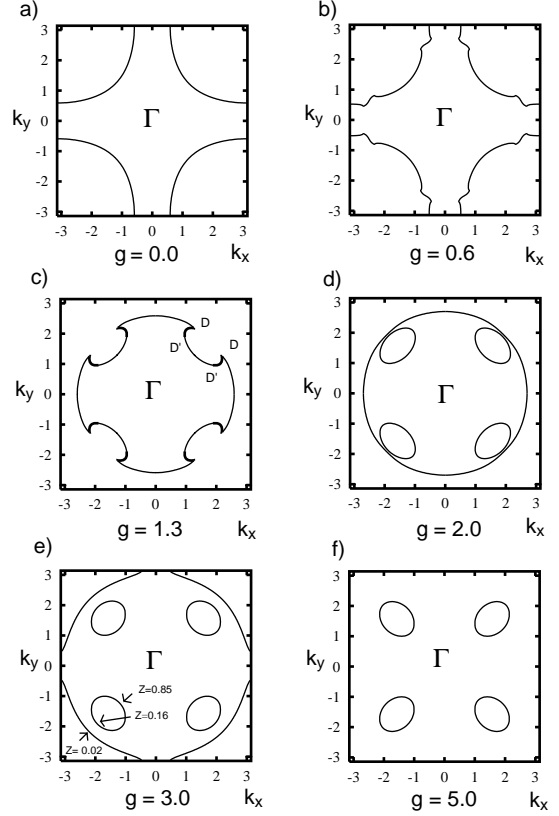 a)
b)
3
2
1
0
-1
-2
-3
ky
Γ
-3 -2 -1 0 1 2 3
g = 0.0
kx
3
2
1
0
-1
-2
-3
ky
Γ
-3 -2 -1 0 1 2 3
g = 0.6
kx
c)
d)
3
2
1
0
-1
-2
-3
ky
Γ
D
D
D'
D'
-3 -2 -1 0 1 2 3
g = 1.3
kx
3
2
1
0
-1
-2
-3
ky
Γ
-3 -2 -1 0 1 2 3
g = 2.0
kx
e)
f)
3
2
1
0
-1
-2
-3
ky
Γ
Z=0.85
Z=0.16
Z= 0.02
-3 -2 -1 0 1 2 3
g = 3.0
kx
3
2
1
0
-1
-2
-3
ky
Γ
-3 -2 -1 0 1 2 3
g = 5.0
kx